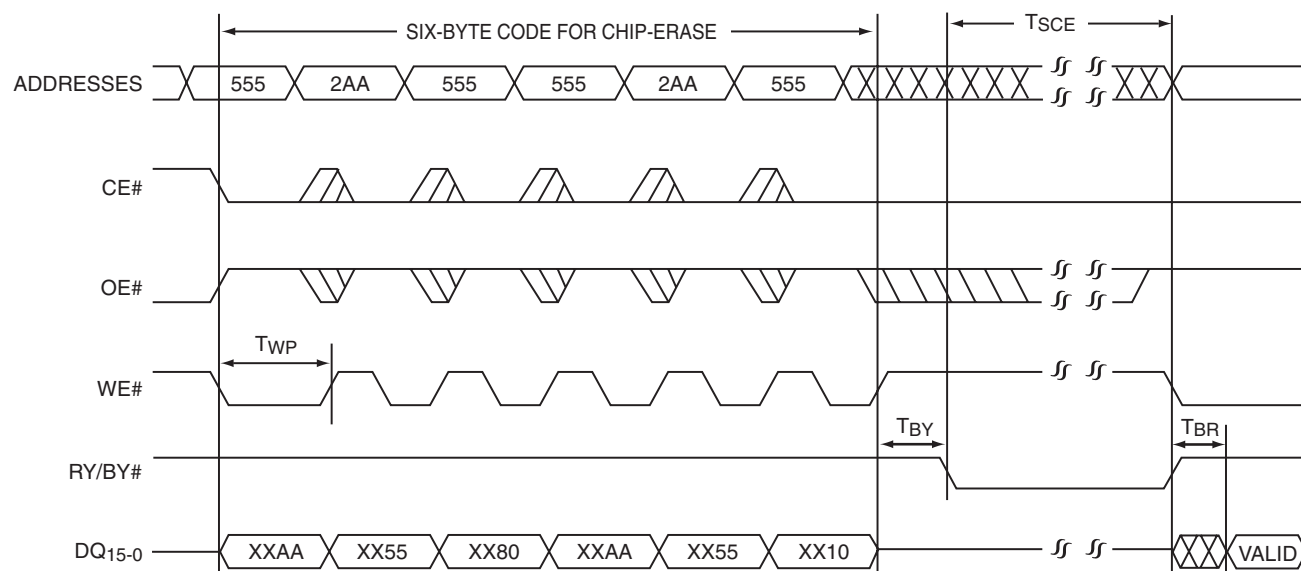 SIX-BYTE CODE FOR CHIP-ERASE TSCE
ADDRESSES 555 2AA 555 555 2AA 555
CE#
OE#
TWP
WE#
TBY TBR
RY/BY#
DQ15-0 XXAA XX55 XX80 XXAA XX55 XX10 VALID